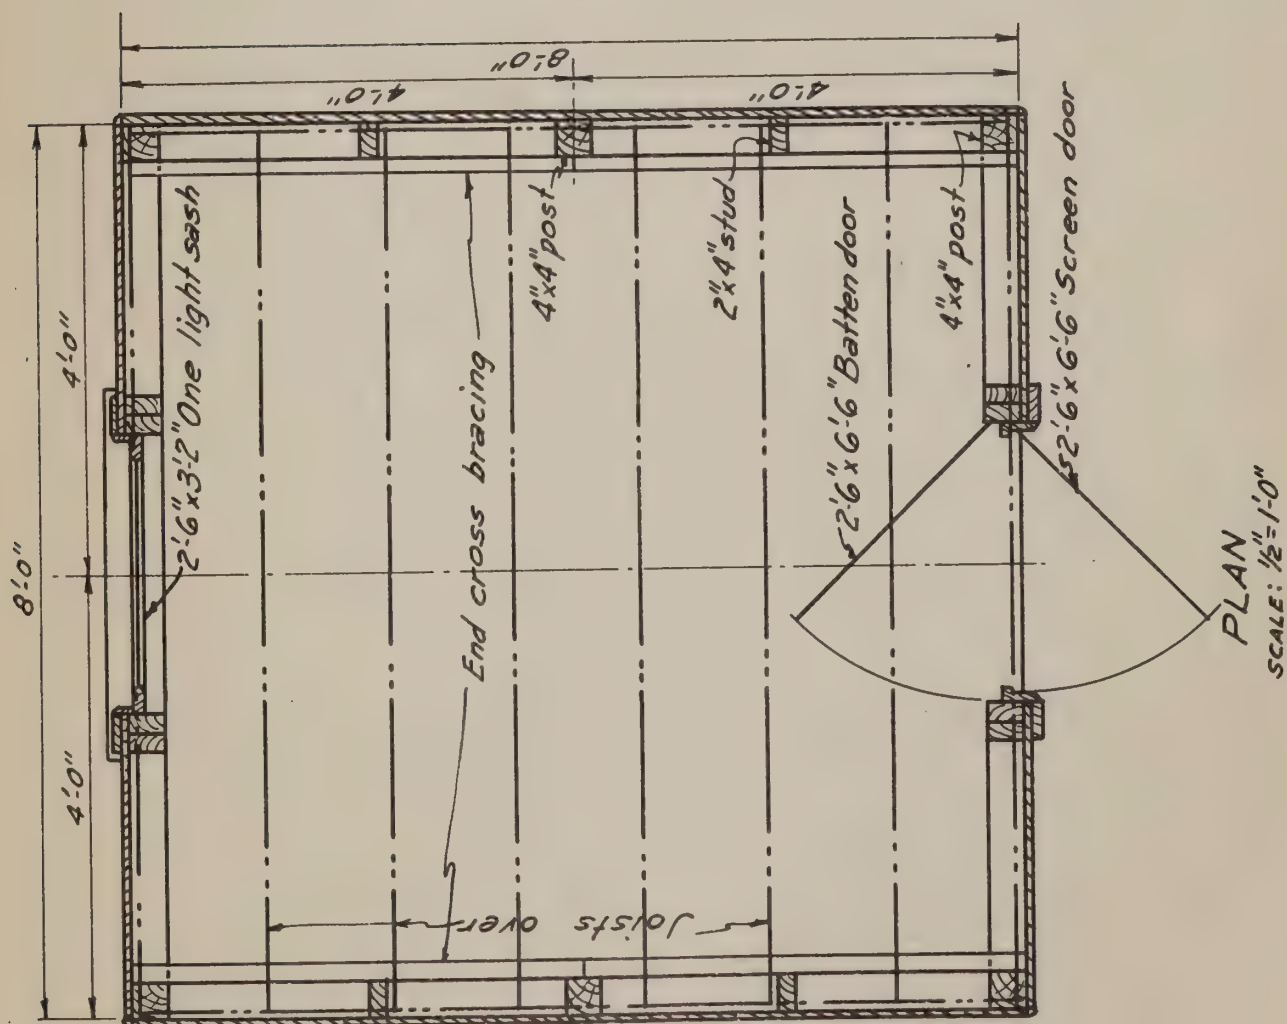 8'-0"
4'-0"
4'-0"
8'-0"
4'-0"
4'-0"
2'-6"x3'-2" One light sash
4"x4" post
2"x4" stud
4"x4" post
2'-6"x6'-6" Batten door
2'-6"x6'-6" Screen door
End cross bracing
Joists over
PLAN
SCALE: 1/2"=1'-0"